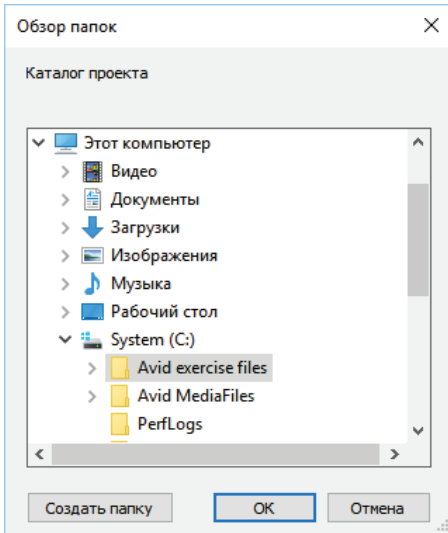 Обзор папок
Каталог проекта
Этот компьютер
Видео
Документы
Загрузки
Изображения
Музыка
Рабочий стол
System (C:)
Avid exercise files
Avid MediaFiles
PerfLogs
Создать папку OK Отмена